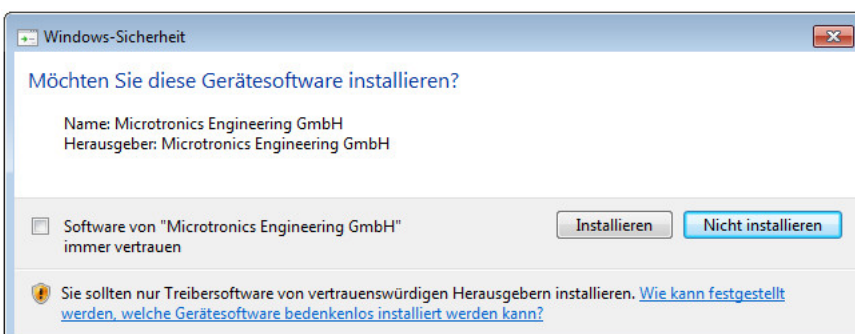 Windows-Sicherheit
Möchten Sie diese Gerätesoftware installieren?
Name: Microtronics Engineering GmbH
Herausgeber: Microtronics Engineering GmbH
Software von "Microtronics Engineering GmbH"
immer vertrauen
Installieren
Nicht installieren
Sie sollten nur Treibersoftware von vertrauenswürdigen Herausgebern installieren. Wie kann festgestellt
werden, welche Gerätesoftware bedenkenlos installiert werden kann?